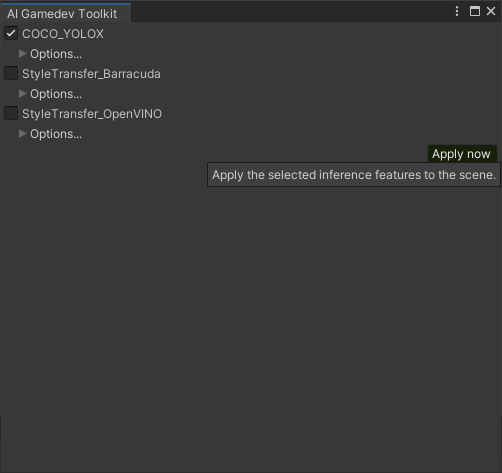 AI Gamedev Toolkit
COCO_YOLOX
Options...
StyleTransfer_Barracuda
Options...
StyleTransfer_OpenVINO
Options...
Apply now
Apply the selected inference features to the scene.